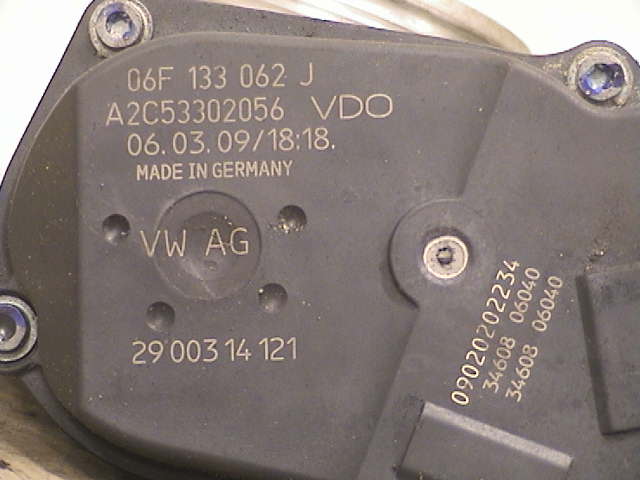 06F 133 062 J
A2C53302056 VDO
06.03.09/18:18.
MADE IN GERMANY
VW AG
29 003 14 121
09020202234
34608 06040
34608 06040